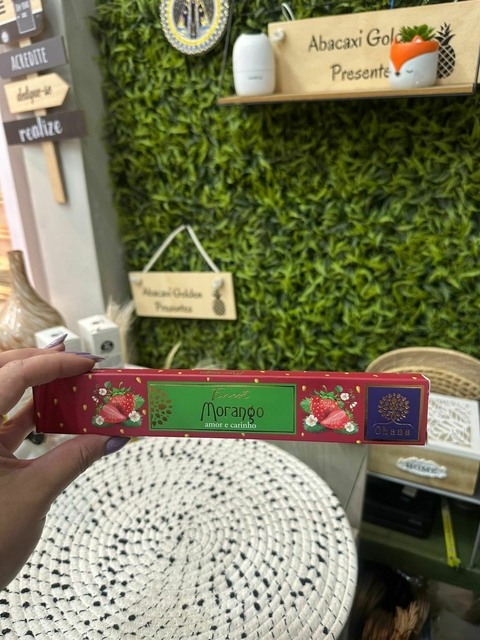 ACREDITE
dedique-se
realize
Abacaxi Gol
Presente
Abacaxi Golden
Presentes
Morango
amor e carinho
Ghana
HOME